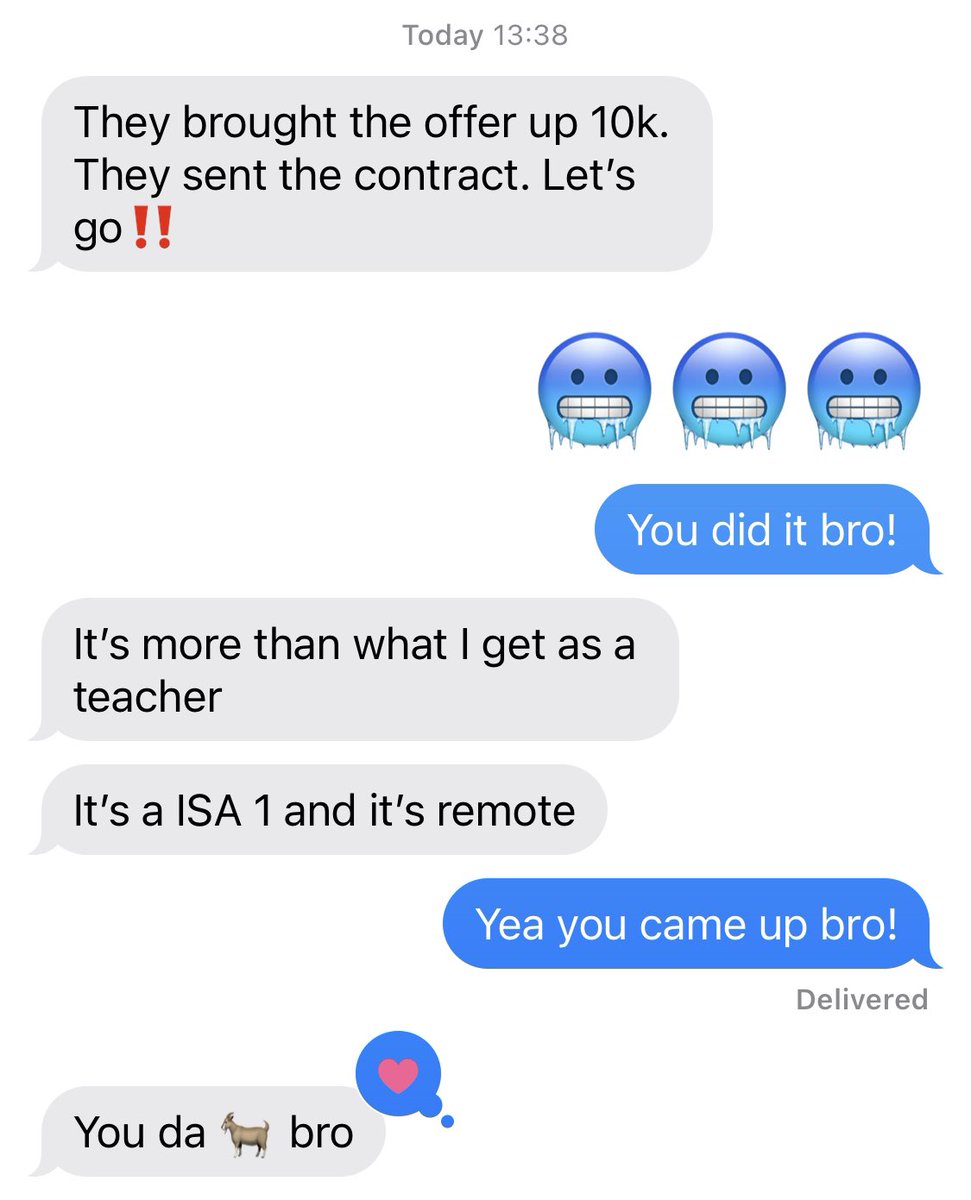 Today 13:38
They brought the offer up 10k.
They sent the contract. Let’s
go‼️
🥶🥶🥶
You did it bro!
It’s more than what I get as a
teacher
It’s a ISA 1 and it’s remote
Yea you came up bro!
Delivered
You da 🐐 bro